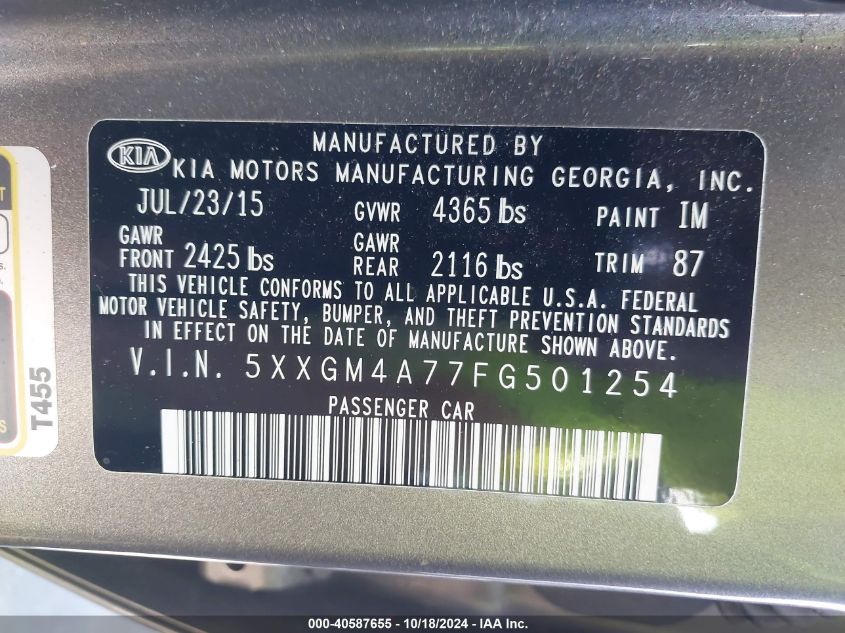 MANUFACTURED BY
KIA KIA MOTORS MANUFACTURING GEORGIA, INC.
JUL/23/15 GVWR 4365 lbs PAINT IM
GAWR FRONT 2425 lbs GAWR REAR 2116 lbs TRIM 87
THIS VEHICLE CONFORMS TO ALL APPLICABLE U.S.A. FEDERAL
MOTOR VEHICLE SAFETY, BUMPER, AND THEFT PREVENTION STANDARDS
IN EFFECT ON THE DATE OF MANUFACTURE SHOWN ABOVE.
V.I.N. 5XXGM4A77FG501254
PASSENGER CAR
T455
000-40587655 - 10/18/2024 - IAA Inc.